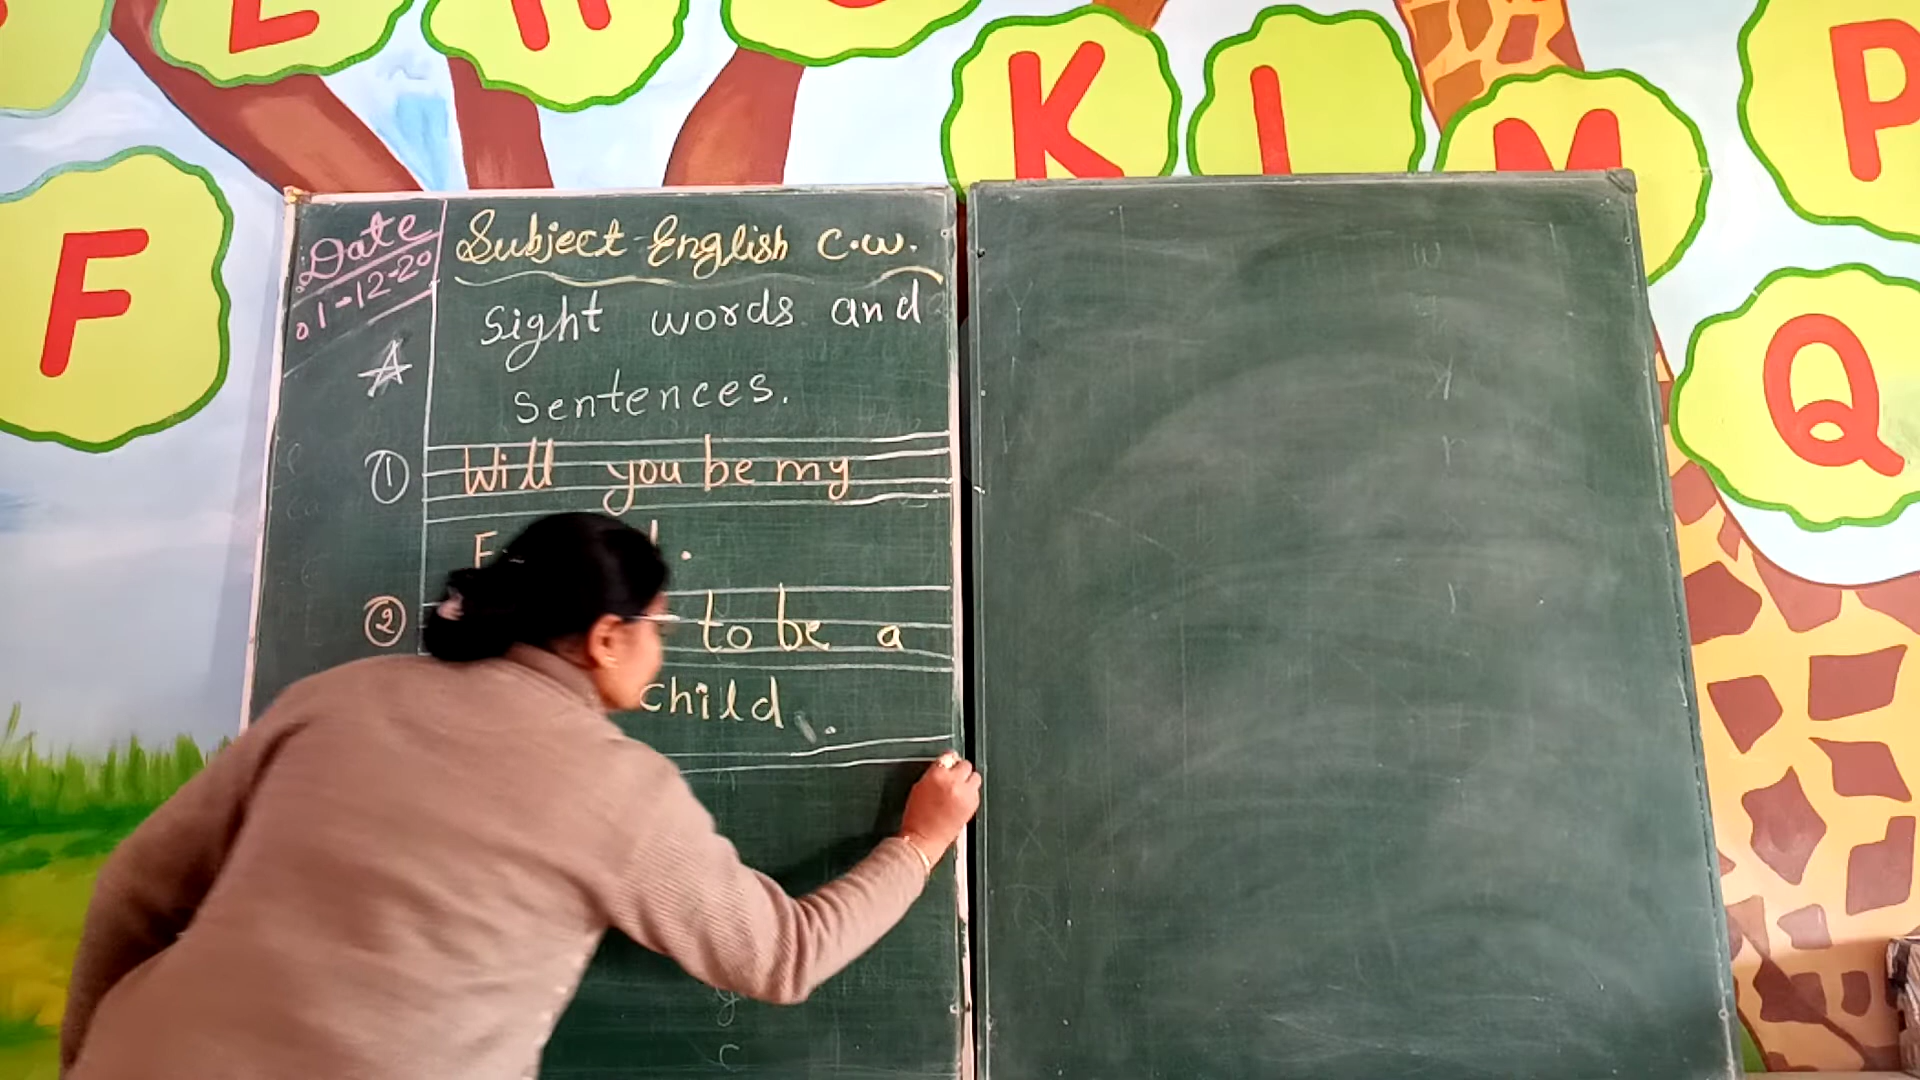 K L M P
F
Q
Date
01-12-20
Subject-English C.W.
Sight words and
Sentences.
① Will you be my
② to be a
child.